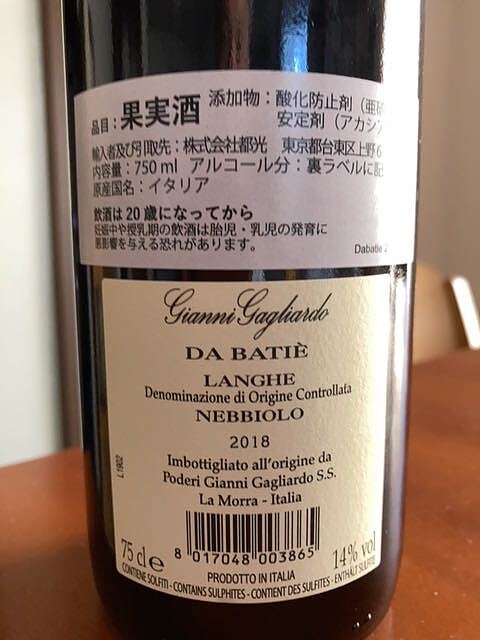 品目：果実酒 添加物：酸化防止剤（亜硫
安定剤（アカシア
輸入者及び引取先：株式会社都光 東京都台東区上野6
内容量：750ml アルコール分：裏ラベルに記
原産国名：イタリア
飲酒は20歳になってから
妊娠中や授乳期の飲酒は胎児・乳児の発育に
悪影響を与える恐れがあります。
Dabatie 2
Gianni Gagliardo
DA BATIÈ
LANGHE
Denominazione di Origine Controllata
NEBBIOLO
2018
Imbottigliato all'origine da
Poderi Gianni Gagliardo S.S.
La Morra - Italia
L1902
8 017048 003865
75 cl e 14% vol
PRODOTTO IN ITALIA
CONTIENE SOLFITI - CONTAINS SULPHITES - CONTIENT DES SULFITES - ENTHÄLT SULFITE